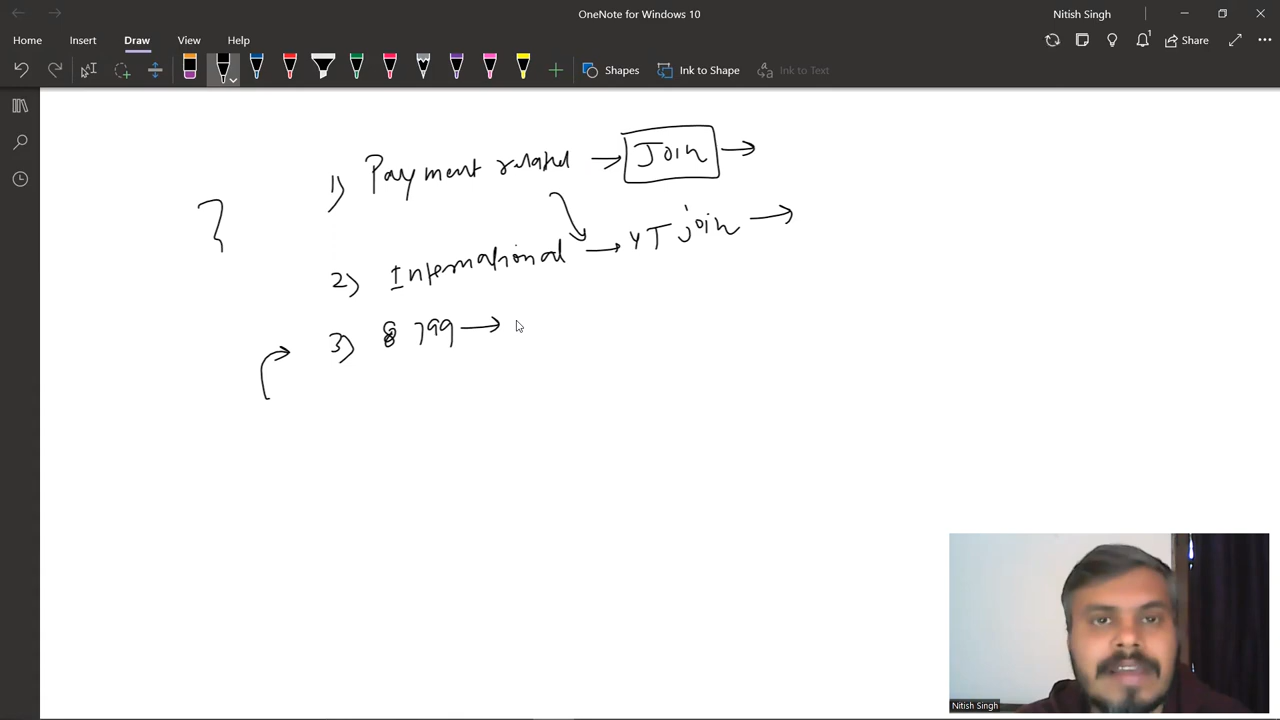 OneNote for Windows 10
Nitish Singh
Home Insert Draw View Help
Share
Shapes Ink to Shape Ink to Text
1) Payment related → Join →
2) International → YT join →
3) 799 →
Nitish Singh